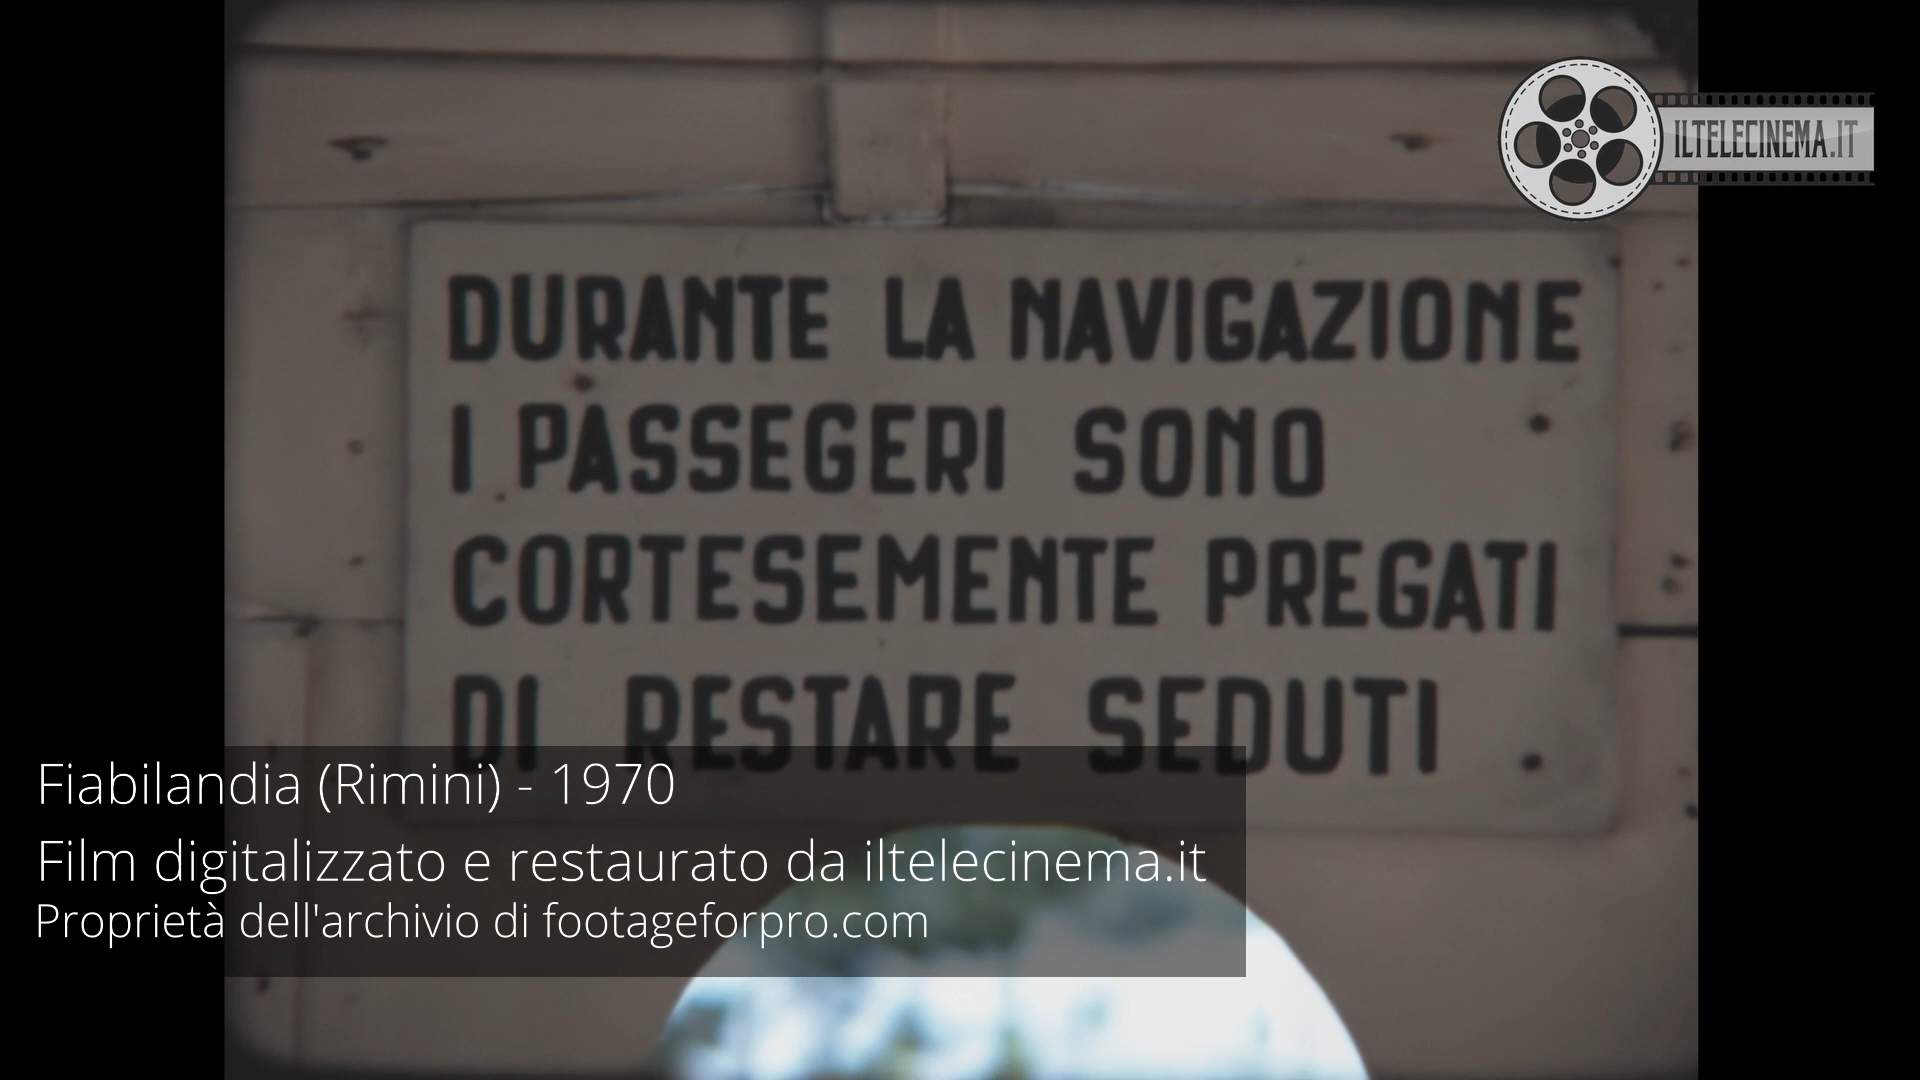 ILTELECINEMA.IT
DURANTE LA NAVIGAZIONE
I PASSEGERI SONO
CORTESEMENTE PREGATI
DI RESTARE SEDUTI
Fiabilandia (Rimini) - 1970
Film digitalizzato e restaurato da iltelecinema.it
Proprietà dell'archivio di footageforpro.com